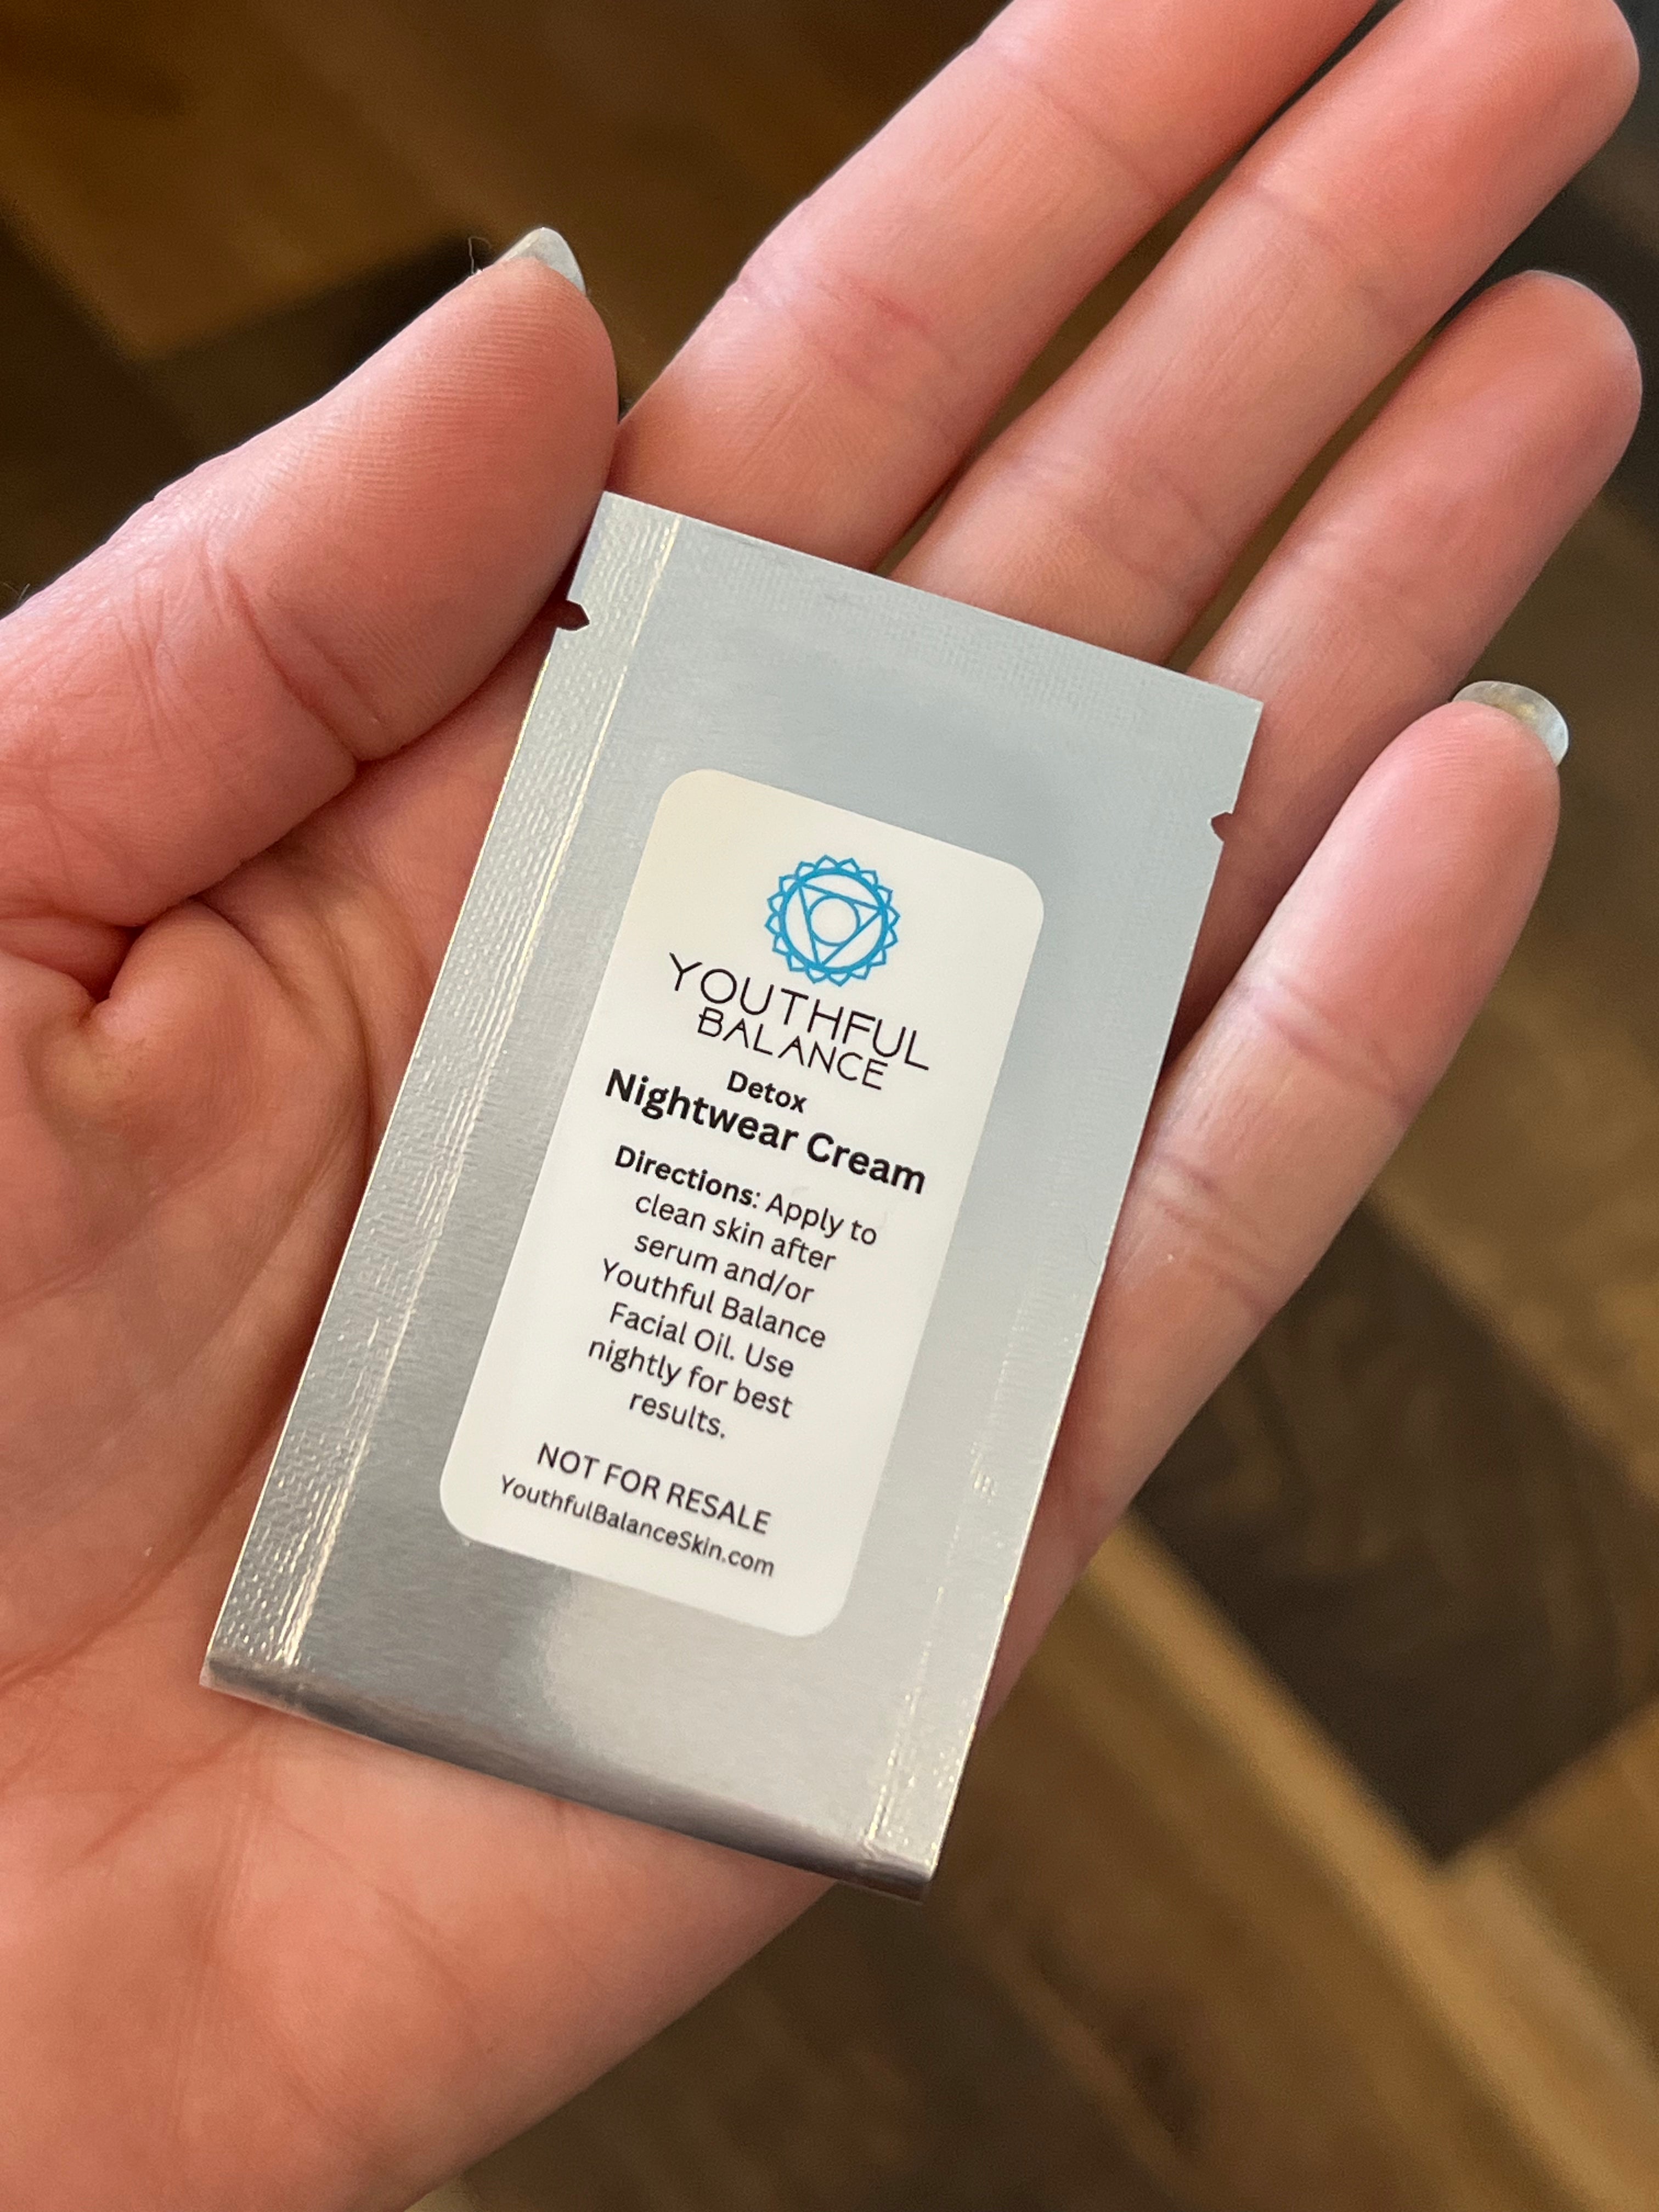 YOUTHFUL
BALANCE
Detox
Nightwear Cream
Directions: Apply to
clean skin after
serum and/or
Youthful Balance
Facial Oil. Use
nightly for best
results.
NOT FOR RESALE
YouthfulBalanceSkin.com